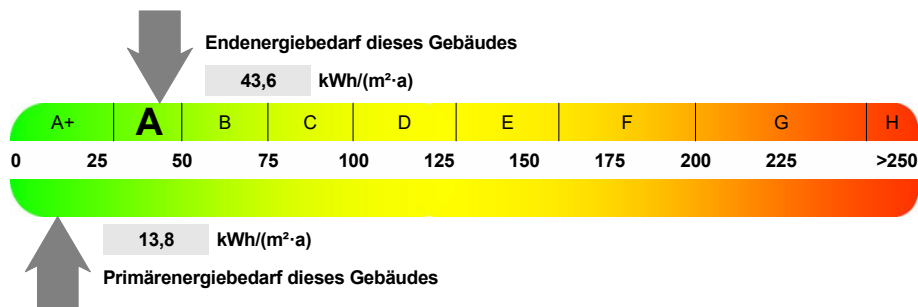 Endenergiebedarf dieses Gebäudes
43,6 kWh/(m²·a)
A+ A B C D E F G H
0 25 50 75 100 125 150 175 200 225 >250
13,8 kWh/(m²·a)
Primärenergiebedarf dieses Gebäudes